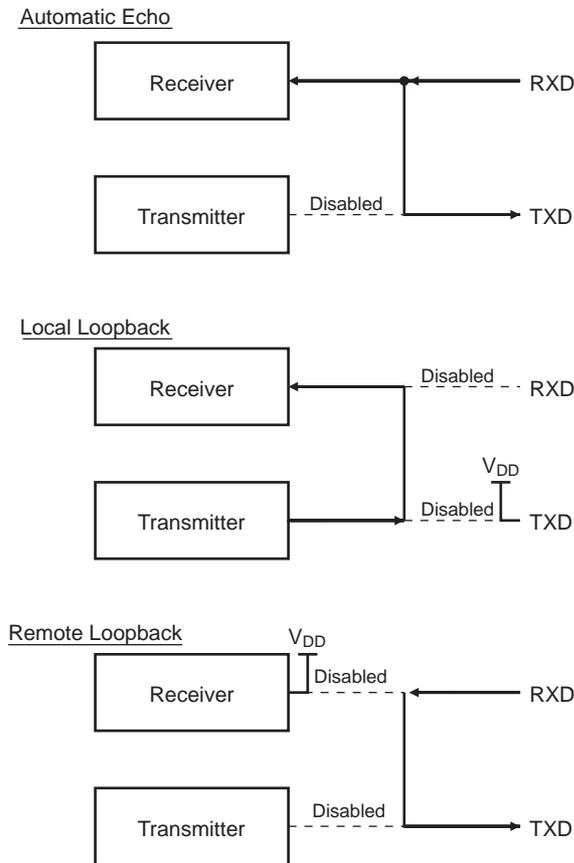 Automatic Echo
Receiver
RXD
Transmitter
Disabled
TXD
Local Loopback
Receiver
Disabled
RXD
VDD
Transmitter
Disabled
TXD
Remote Loopback
VDD
Receiver
Disabled
RXD
Transmitter
Disabled
TXD